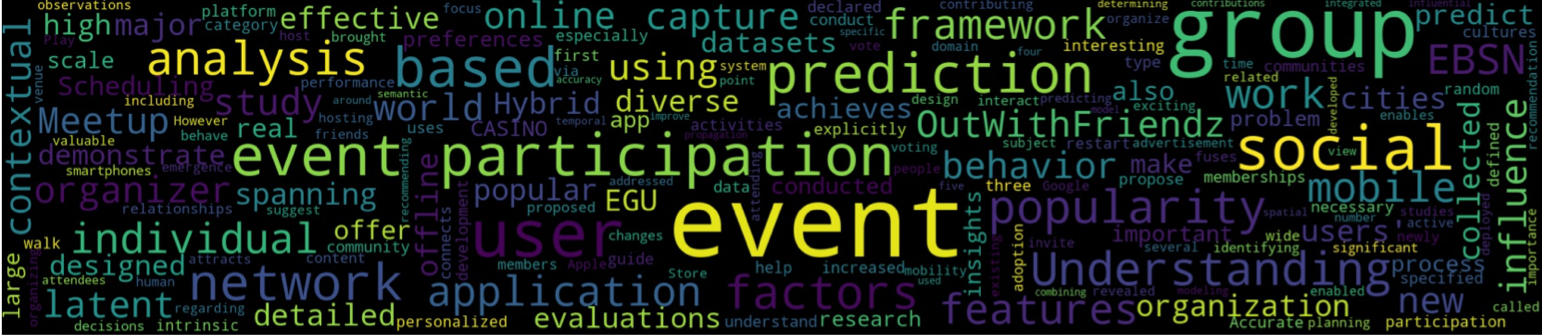 observations platform focus online capture declared contributing determining contributions integrated influential
high major category effective conduct specific framework organize group predict
contextual Play host brought preferences especially datasets vote domain four interesting cultures
analysis based first using system prediction type time communities EBSN
scale venue Scheduling performance via accuracy point related recommendation
including study semantic world Hybrid diverse achieves design interact predicting model also exciting work cities random
Meetup However around hosting temporal app improve activities explicitly OutWithFriendz problem developed enables
valuable behave real friends uses CASINO propagation voting subject restart advertisement social view
demonstrate emergence event participation people behavior make fuses collected defined influence
smartphones recommending offline popular addressed data attending conducted five Google propose memberships mobile
organizer spanning development proposed EGU event insights three popularity spatial necessary
relationships suggest user changes important number studies
walk individual offer connects wide users active newly deployed
large community members Apple guide existing adoption invite several identifying significant
designed attracts content Store help increased mobility Understanding process importance
organizing attendees human network application used factors combining revealed modeling enabled specified
latent regarding features organization new called
decisions intrinsic detailed personalized evaluations understand research Accurate planning participation